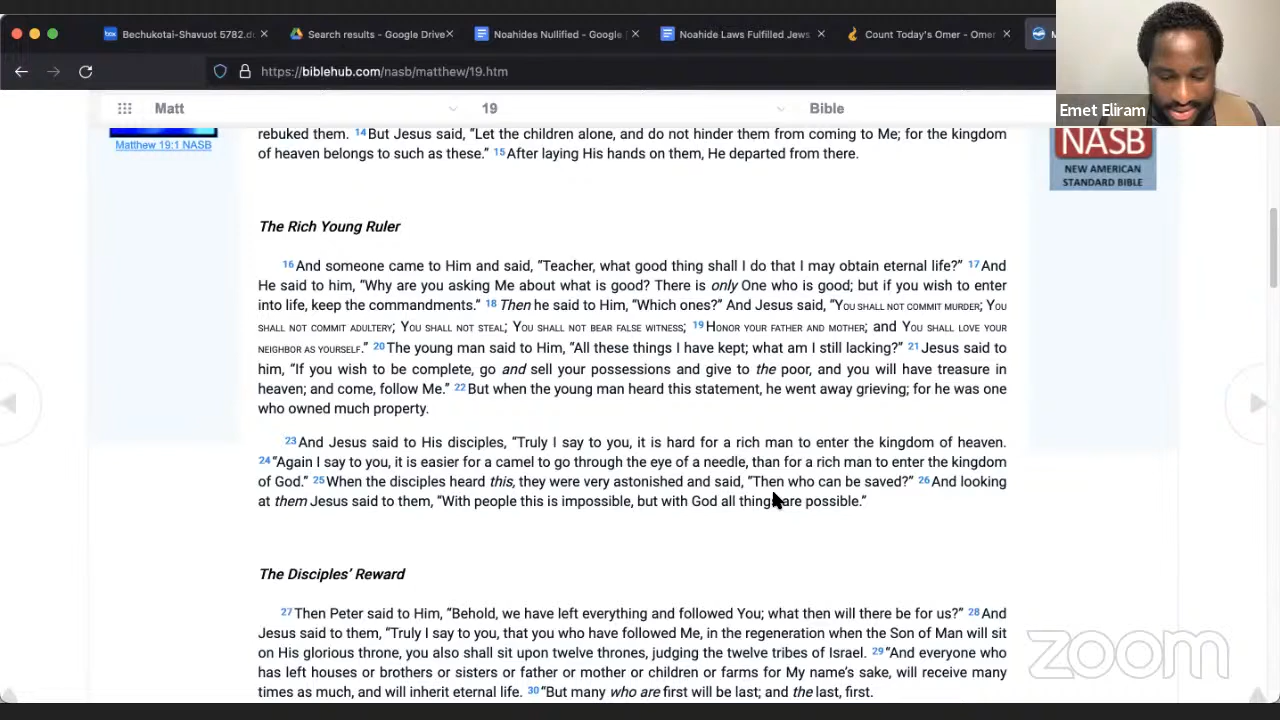 Bechukotai-Shavuot 5782.d
Search results - Google Drive
Noahides Nullified - Google
Noahide Laws Fulfilled Jews
Count Today's Omer - Omer
https://biblehub.com/nasb/matthew/19.htm
Emet Eliram
Matt 19 Bible
Matthew 19:1 NASB
NASB
NEW AMERICAN
STANDARD BIBLE
rebuked them. 14 But Jesus said, “Let the children alone, and do not hinder them from coming to Me; for the kingdom
of heaven belongs to such as these.” 15 After laying His hands on them, He departed from there.
The Rich Young Ruler
16 And someone came to Him and said, “Teacher, what good thing shall I do that I may obtain eternal life?” 17 And
He said to him, “Why are you asking Me about what is good? There is only One who is good; but if you wish to enter
into life, keep the commandments.” 18 Then he said to Him, “Which ones?” And Jesus said, “YOU SHALL NOT COMMIT MURDER; YOU
SHALL NOT COMMIT ADULTERY; YOU SHALL NOT STEAL; YOU SHALL NOT BEAR FALSE WITNESS; 19 HONOR YOUR FATHER AND MOTHER; and YOU SHALL LOVE YOUR
NEIGHBOR AS YOURSELF.” 20 The young man said to Him, “All these things I have kept; what am I still lacking?” 21 Jesus said to
him, “If you wish to be complete, go and sell your possessions and give to the poor, and you will have treasure in
heaven; and come, follow Me.” 22 But when the young man heard this statement, he went away grieving; for he was one
who owned much property.
23 And Jesus said to His disciples, “Truly I say to you, it is hard for a rich man to enter the kingdom of heaven.
24 “Again I say to you, it is easier for a camel to go through the eye of a needle, than for a rich man to enter the kingdom
of God.” 25 When the disciples heard this, they were very astonished and said, “Then who can be saved?” 26 And looking
at them Jesus said to them, “With people this is impossible, but with God all things are possible.”
The Disciples’ Reward
27 Then Peter said to Him, “Behold, we have left everything and followed You; what then will there be for us?” 28 And
Jesus said to them, “Truly I say to you, that you who have followed Me, in the regeneration when the Son of Man will sit
on His glorious throne, you also shall sit upon twelve thrones, judging the twelve tribes of Israel. 29 “And everyone who
has left houses or brothers or sisters or father or mother or children or farms for My name’s sake, will receive many
times as much, and will inherit eternal life. 30 “But many who are first will be last; and the last, first.
zoom